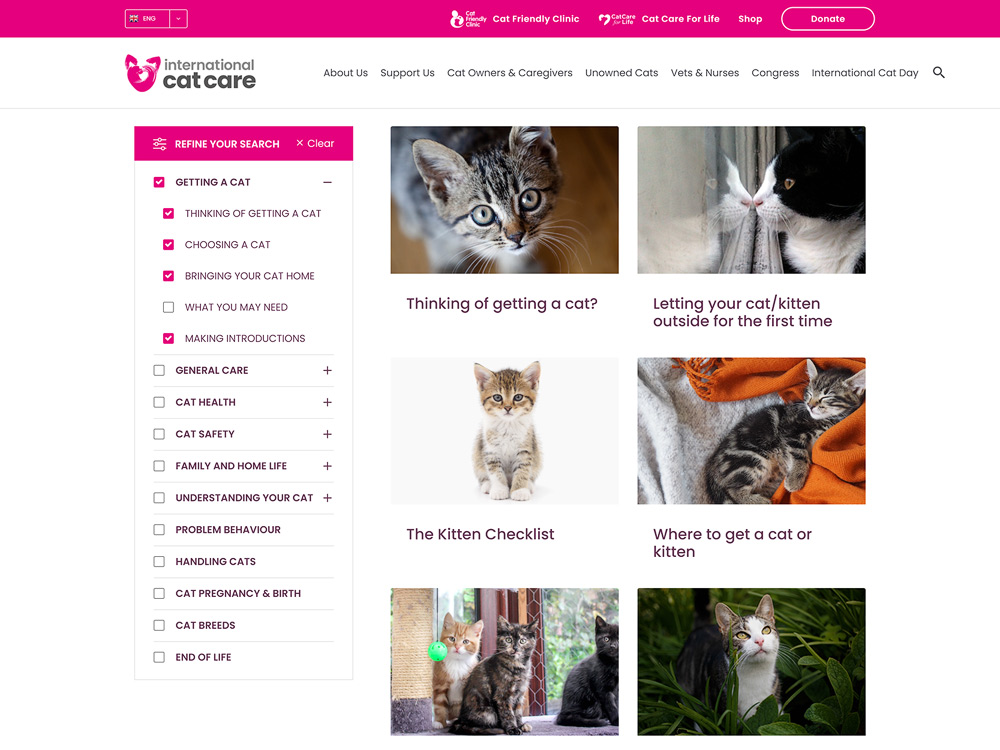 ENG
Cat
Friendly
Clinic
Cat Friendly Clinic
CatCare
for Life
Cat Care For Life
Shop
Donate
international
cat care
About Us
Support Us
Cat Owners & Caregivers
Unowned Cats
Vets & Nurses
Congress
International Cat Day
REFINE YOUR SEARCH
× Clear
GETTING A CAT
THINKING OF GETTING A CAT
CHOOSING A CAT
BRINGING YOUR CAT HOME
WHAT YOU MAY NEED
MAKING INTRODUCTIONS
GENERAL CARE
CAT HEALTH
CAT SAFETY
FAMILY AND HOME LIFE
UNDERSTANDING YOUR CAT
PROBLEM BEHAVIOUR
HANDLING CATS
CAT PREGNANCY & BIRTH
CAT BREEDS
END OF LIFE
Thinking of getting a cat?
Letting your cat/kitten
outside for the first time
The Kitten Checklist
Where to get a cat or
kitten